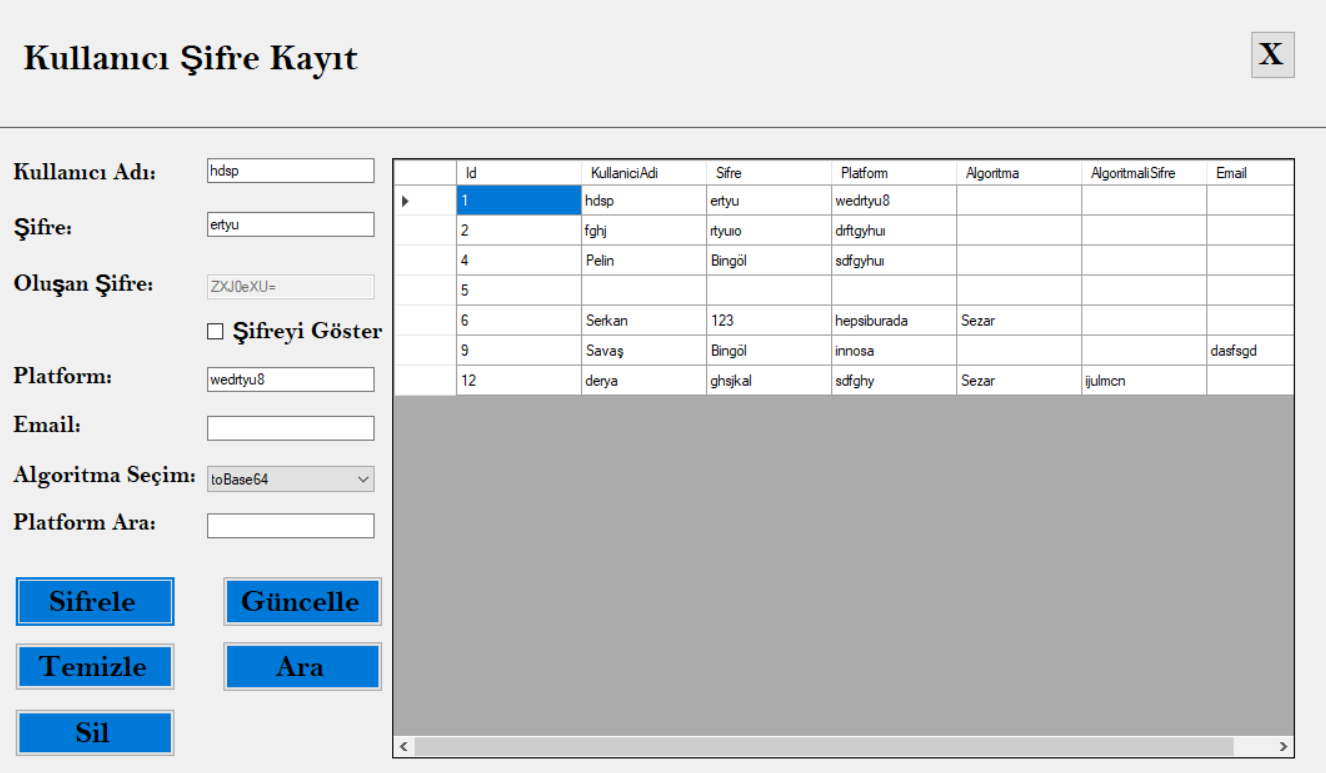 Kullanıcı Şifre Kayıt
X
Kullanıcı Adı: hdsp
Şifre: ertyu
Oluşan Şifre: ZXJ0eXU=
Şifreyi Göster
Platform: wedrtyu8
Email:
Algoritma Seçim: toBase64
Platform Ara:
Sifrele Güncelle
Temizle Ara
Sil
Id KullaniciAdi Sifre Platform Algoritma AlgoritmaliSifre Email
1 hdsp ertyu wedrtyu8
2 fghj rtyuıo drftgyhuı
4 Pelin Bingöl sdfgyhuı
5
6 Serkan 123 hepsiburada Sezar
9 Savaş Bingöl innosa dasfsgd
12 derya ghsjkal sdfghy Sezar ijulmcn